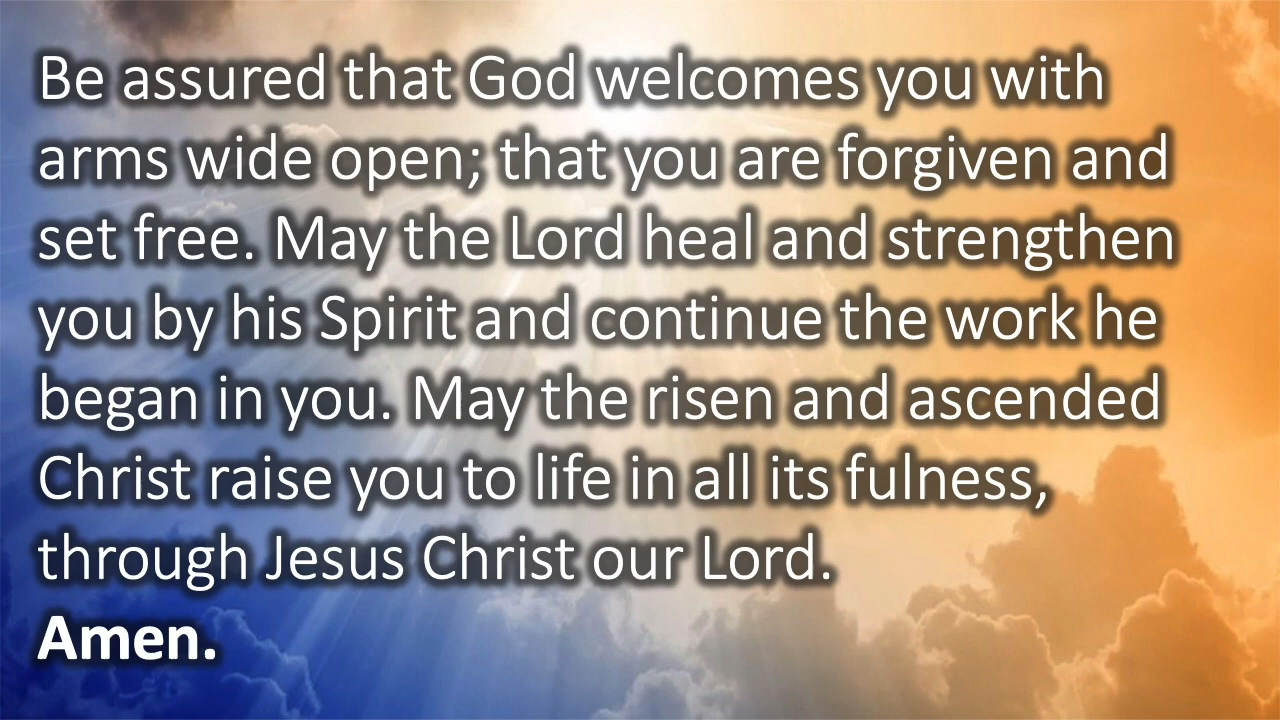 Be assured that God welcomes you with
arms wide open; that you are forgiven and
set free. May the Lord heal and strengthen
you by his Spirit and continue the work he
began in you. May the risen and ascended
Christ raise you to life in all its fulness,
through Jesus Christ our Lord.
Amen.